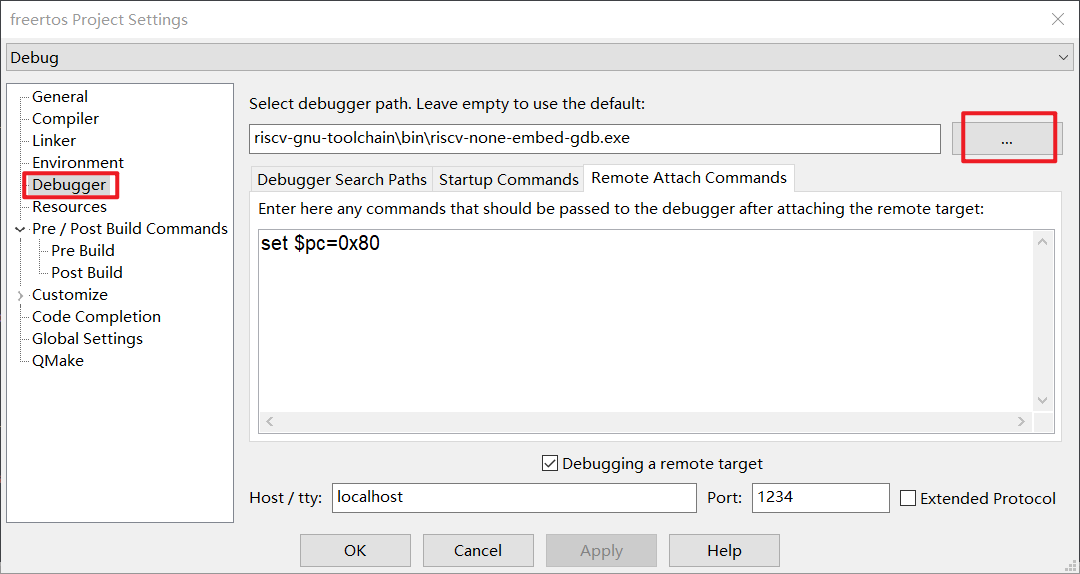 freertos Project Settings
Debug
General
Compiler
Linker
Environment
Debugger
Resources
Pre / Post Build Commands
Pre Build
Post Build
Customize
Code Completion
Global Settings
QMake
Select debugger path. Leave empty to use the default:
riscv-gnu-toolchain\bin\riscv-none-embed-gdb.exe
...
Debugger Search Paths Startup Commands Remote Attach Commands
Enter here any commands that should be passed to the debugger after attaching the remote target:
set $pc=0x80
Debugging a remote target
Host / tty: localhost Port: 1234 Extended Protocol
OK Cancel Apply Help